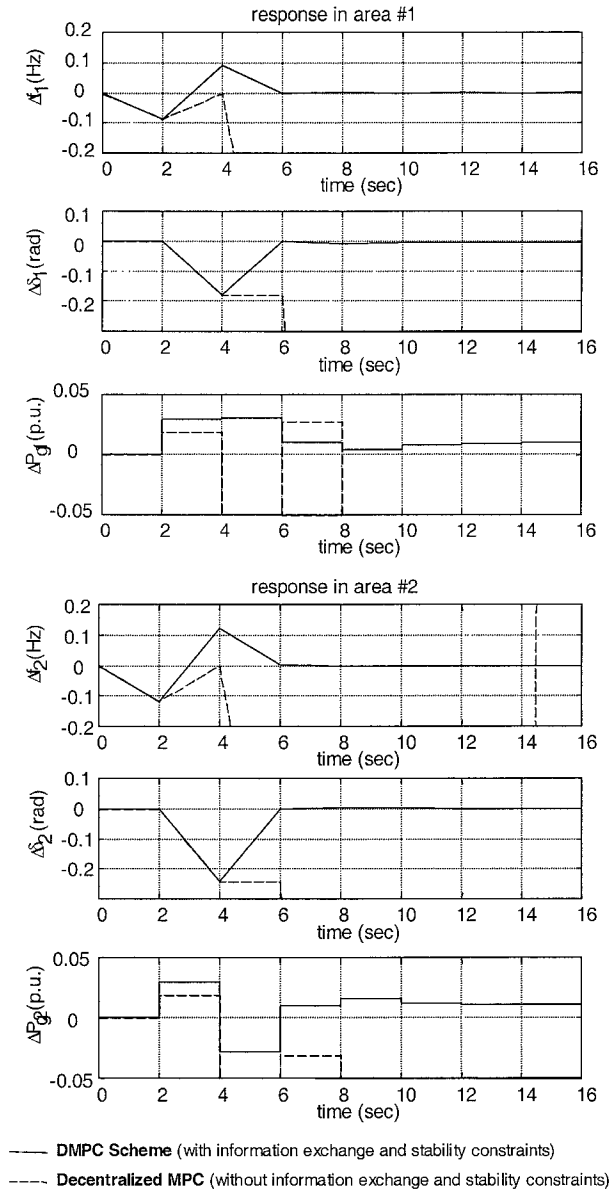 response in area #1
0.2
0.1
0
-0.1
-0.2
Δf1(Hz)
0 2 4 6 8 10 12 14 16
time (sec)
0.1
0
-0.1
-0.2
Δδ1(rad)
0 2 4 6 8 10 12 14 16
time (sec)
0.05
0
-0.05
ΔPg1(p.u.)
0 2 4 6 8 10 12 14 16
time (sec)
response in area #2
0.2
0.1
0
-0.1
-0.2
Δf2(Hz)
0 2 4 6 8 10 12 14 16
time (sec)
0.1
0
-0.1
-0.2
Δδ2(rad)
0 2 4 6 8 10 12 14 16
time (sec)
0.05
0
-0.05
ΔPg2(p.u.)
0 2 4 6 8 10 12 14 16
time (sec)
DMPC Scheme (with information exchange and stability constraints)
Decentralized MPC (without information exchange and stability constraints)